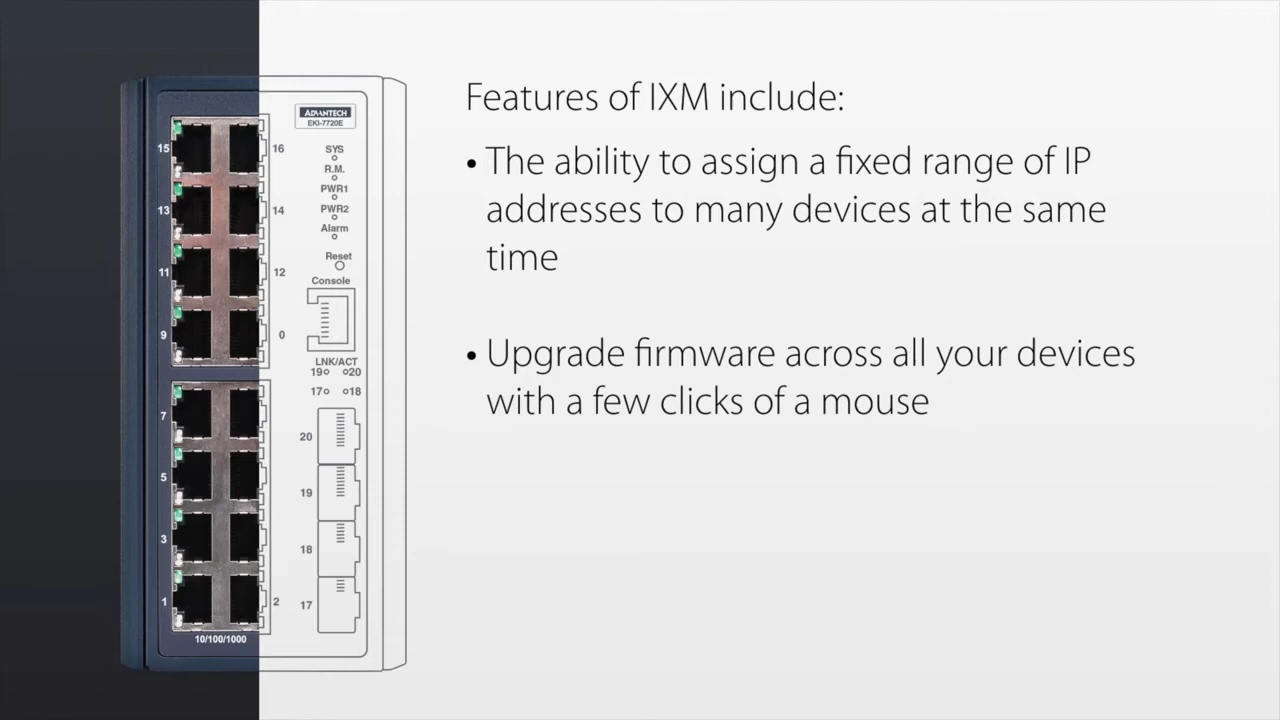 ADVANTECH
EKI-7720E
SYS
R.M.
PWR1
PWR2
Alarm
Reset
Console
LNK/ACT
19 20
17 18
15 16
13 14
11 12
9 0
7
5
3
1 2
20
19
18
17
10/100/1000
Features of IXM include:
• The ability to assign a fixed range of IP
addresses to many devices at the same
time
• Upgrade firmware across all your devices
with a few clicks of a mouse